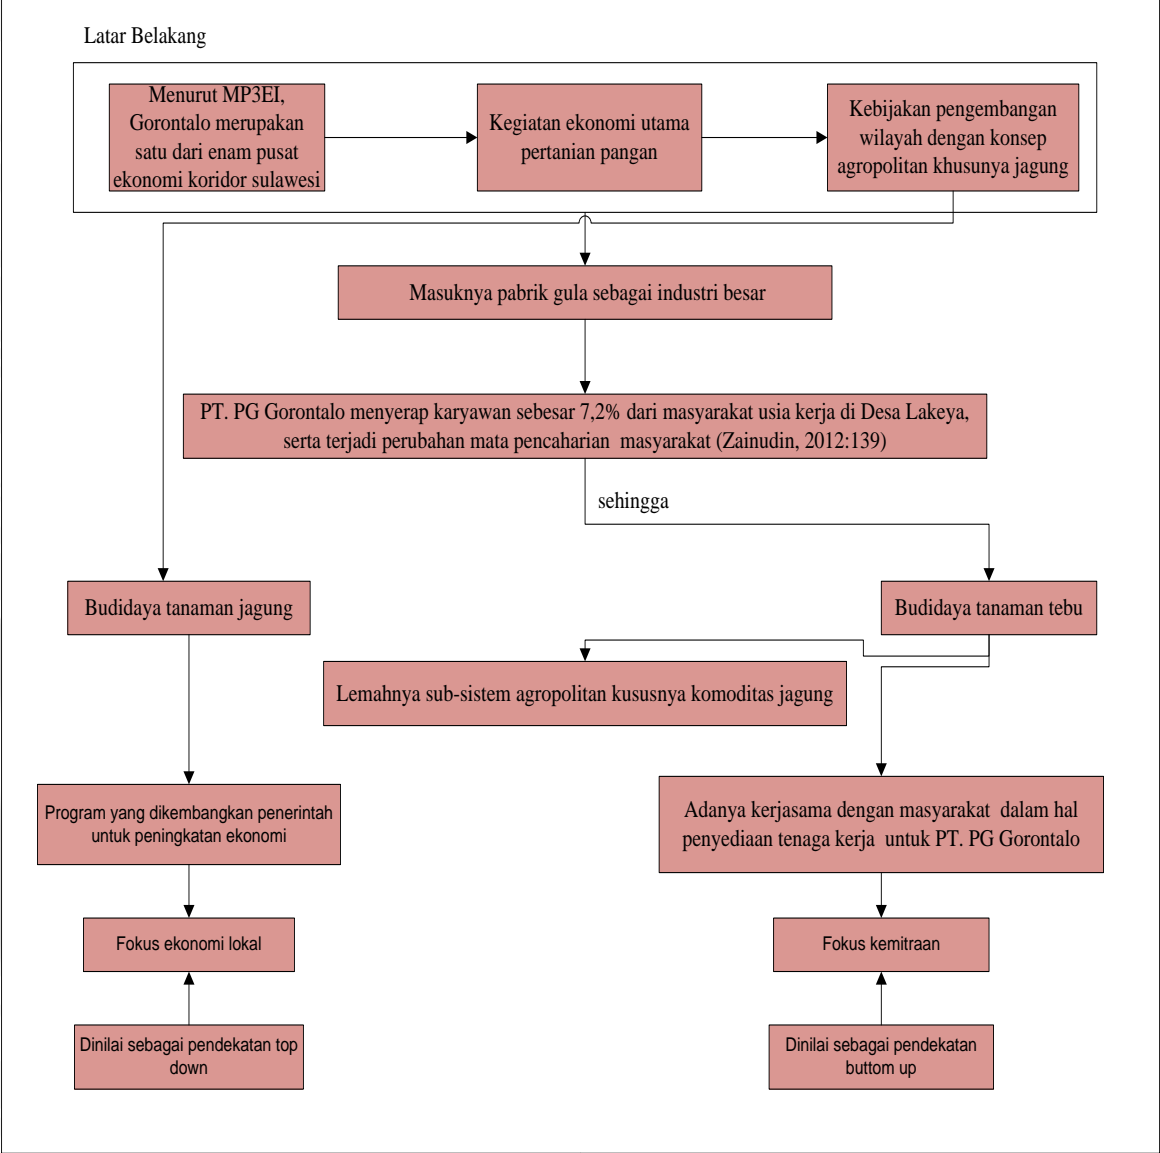 Latar Belakang
Menurut MP3EI,
Gorontalo merupakan
satu dari enam pusat
ekonomi koridor sulawesi
Kegiatan ekonomi utama
pertanian pangan
Kebijakan pengembangan
wilayah dengan konsep
agropolitan khusunya jagung
Masuknya pabrik gula sebagai industri besar
PT. PG Gorontalo menyerap karyawan sebesar 7,2% dari masyarakat usia kerja di Desa Lakeya,
serta terjadi perubahan mata pencaharian masyarakat (Zainudin, 2012:139)
sehingga
Budidaya tanaman jagung
Budidaya tanaman tebu
Lemahnya sub-sistem agropolitan kususnya komoditas jagung
Program yang dikembangkan penerintah
untuk peningkatan ekonomi
Adanya kerjasama dengan masyarakat dalam hal
penyediaan tenaga kerja untuk PT. PG Gorontalo
Fokus ekonomi lokal
Fokus kemitraan
Dinilai sebagai pendekatan top
down
Dinilai sebagai pendekatan
buttom up